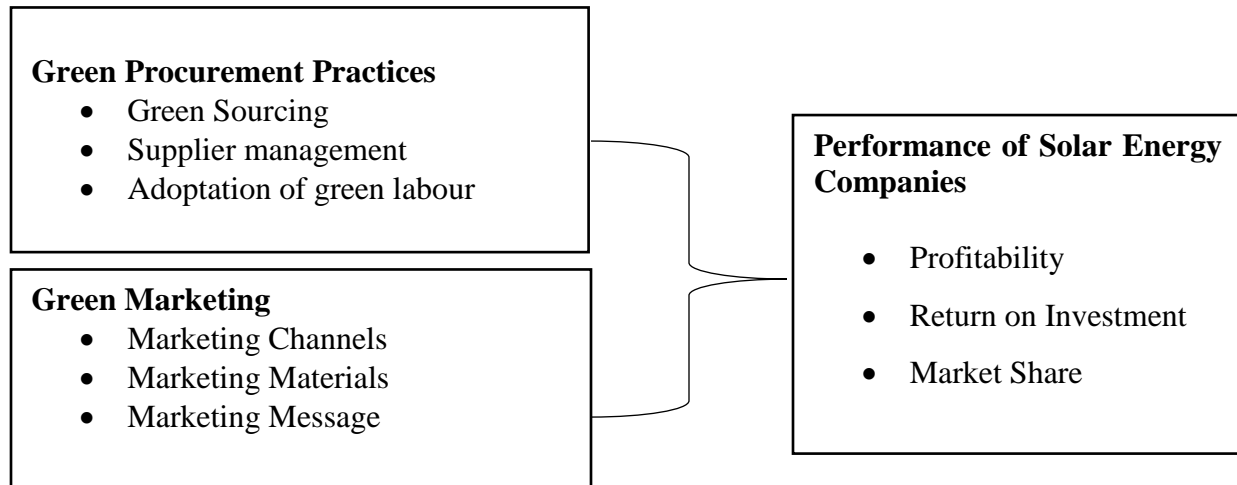 Green Procurement Practices
• Green Sourcing
• Supplier management
• Adoptation of green labour
Green Marketing
• Marketing Channels
• Marketing Materials
• Marketing Message
Performance of Solar Energy
Companies
• Profitability
• Return on Investment
• Market Share